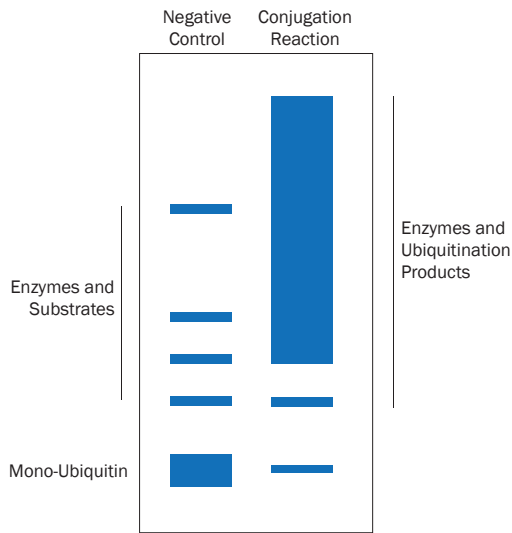 Negative
Control
Conjugation
Reaction
Enzymes and
Ubiquitination
Products
Enzymes and
Substrates
Mono-Ubiquitin